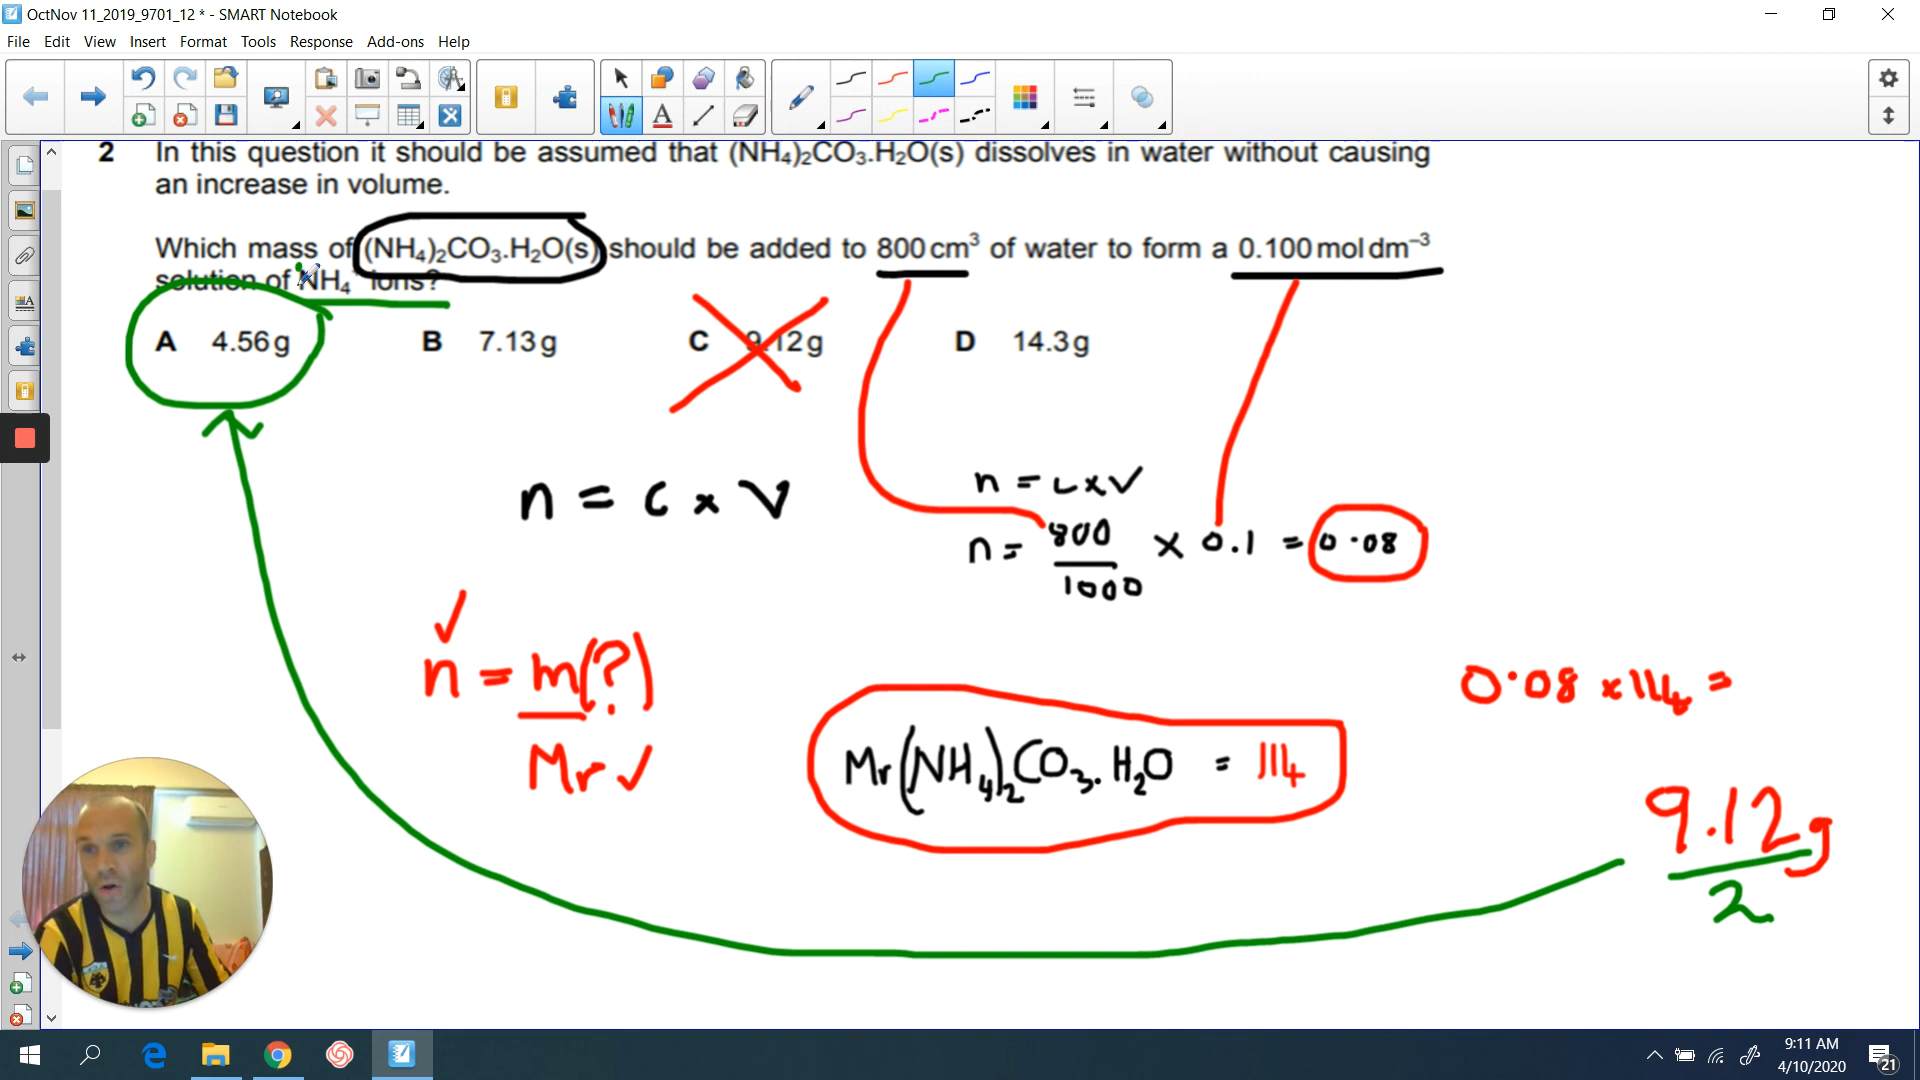 OctNov 11_2019_9701_12 * - SMART Notebook
File Edit View Insert Format Tools Response Add-ons Help
2 In this question it should be assumed that (NH₄)₂CO₃.H₂O(s) dissolves in water without causing
an increase in volume.
Which mass of (NH₄)₂CO₃.H₂O(s) should be added to 800 cm³ of water to form a 0.100 mol dm⁻³
solution of NH₄⁺ ions?
A 4.56 g B 7.13 g C 9.12 g D 14.3 g
n = c x V
n = c x V
n = 800/1000 x 0.1 = 0.08
n = m(?)
Mr
0.08 x 114 =
Mr(NH₄)₂CO₃.H₂O = 114
9.12g
2
9:11 AM
4/10/2020
21